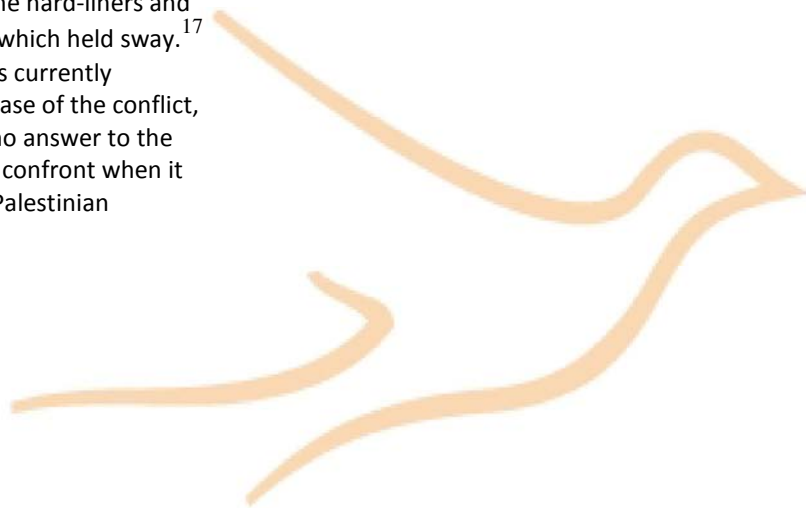 ne hard-liners and
which held sway.17
s currently
ase of the conflict,
no answer to the
confront when it
Palestinian